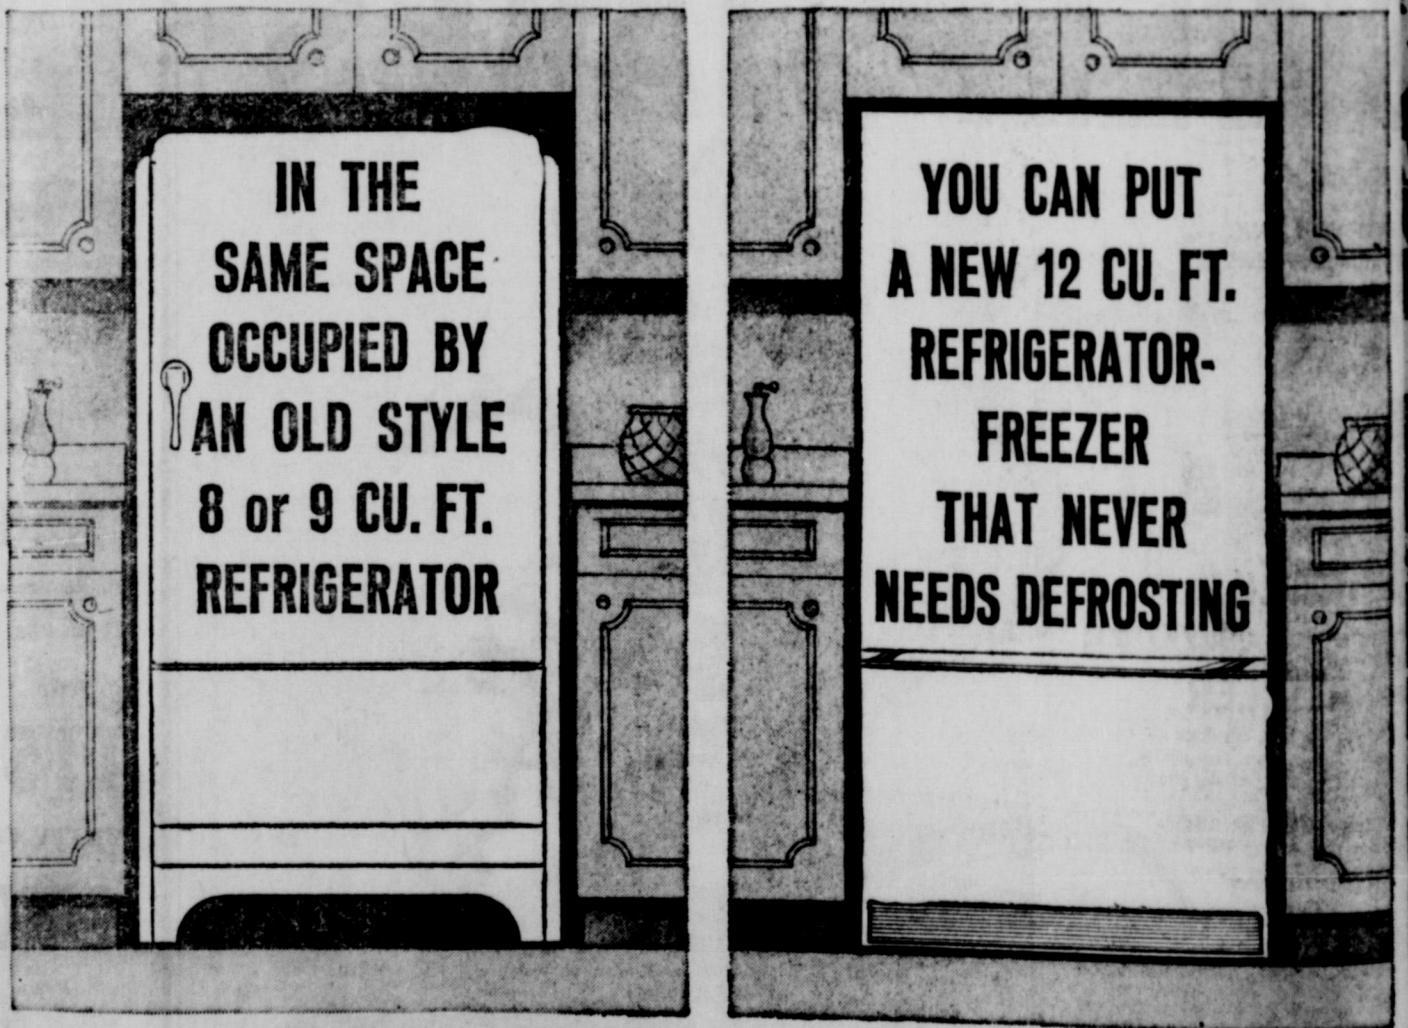 IN THE
SAME SPACE
OCCUPIED BY
AN OLD STYLE
8 or 9 CU. FT.
REFRIGERATOR
YOU CAN PUT
A NEW 12 CU. FT.
REFRIGERATOR-
FREEZER
THAT NEVER
NEEDS DEFROSTING